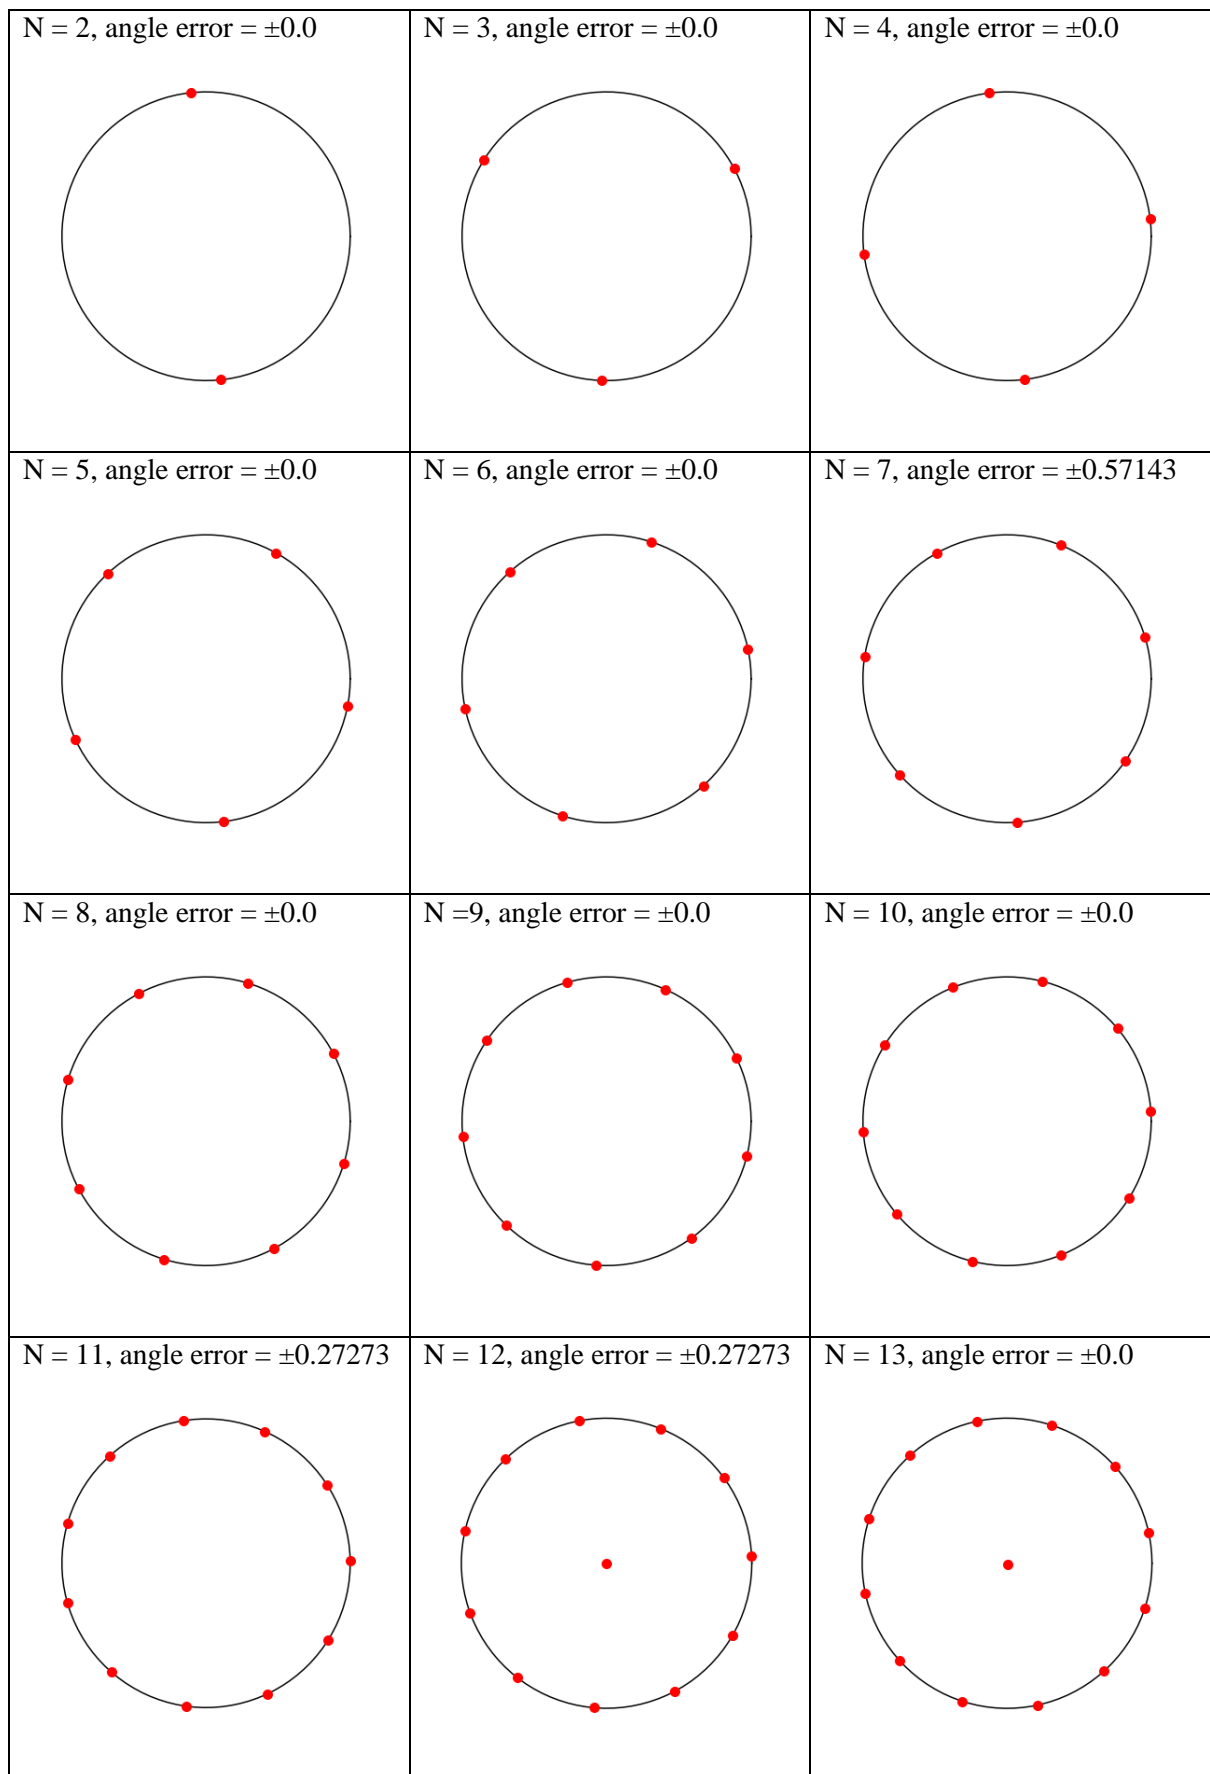 N = 2, angle error = ±0.0
N = 3, angle error = ±0.0
N = 4, angle error = ±0.0
N = 5, angle error = ±0.0
N = 6, angle error = ±0.0
N = 7, angle error = ±0.57143
N = 8, angle error = ±0.0
N =9, angle error = ±0.0
N = 10, angle error = ±0.0
N = 11, angle error = ±0.27273
N = 12, angle error = ±0.27273
N = 13, angle error = ±0.0